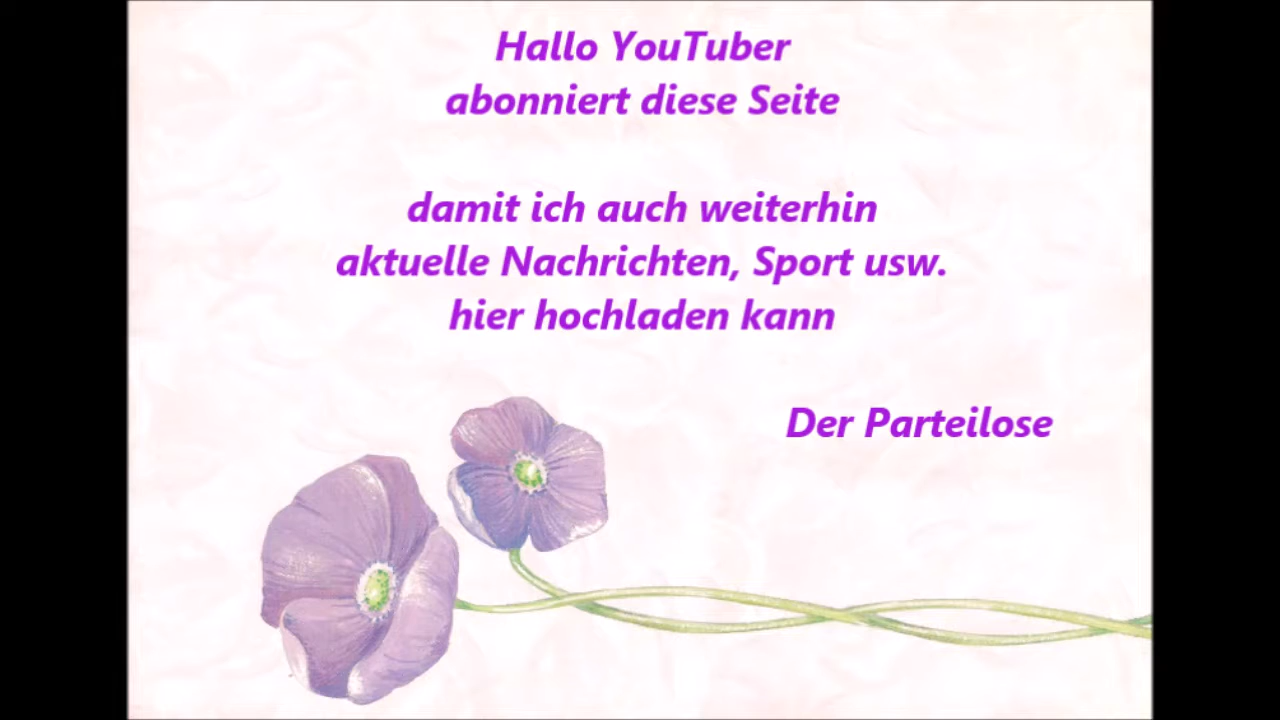 Hallo YouTuber
abonniert diese Seite
damit ich auch weiterhin
aktuelle Nachrichten, Sport usw.
hier hochladen kann
Der Parteilose